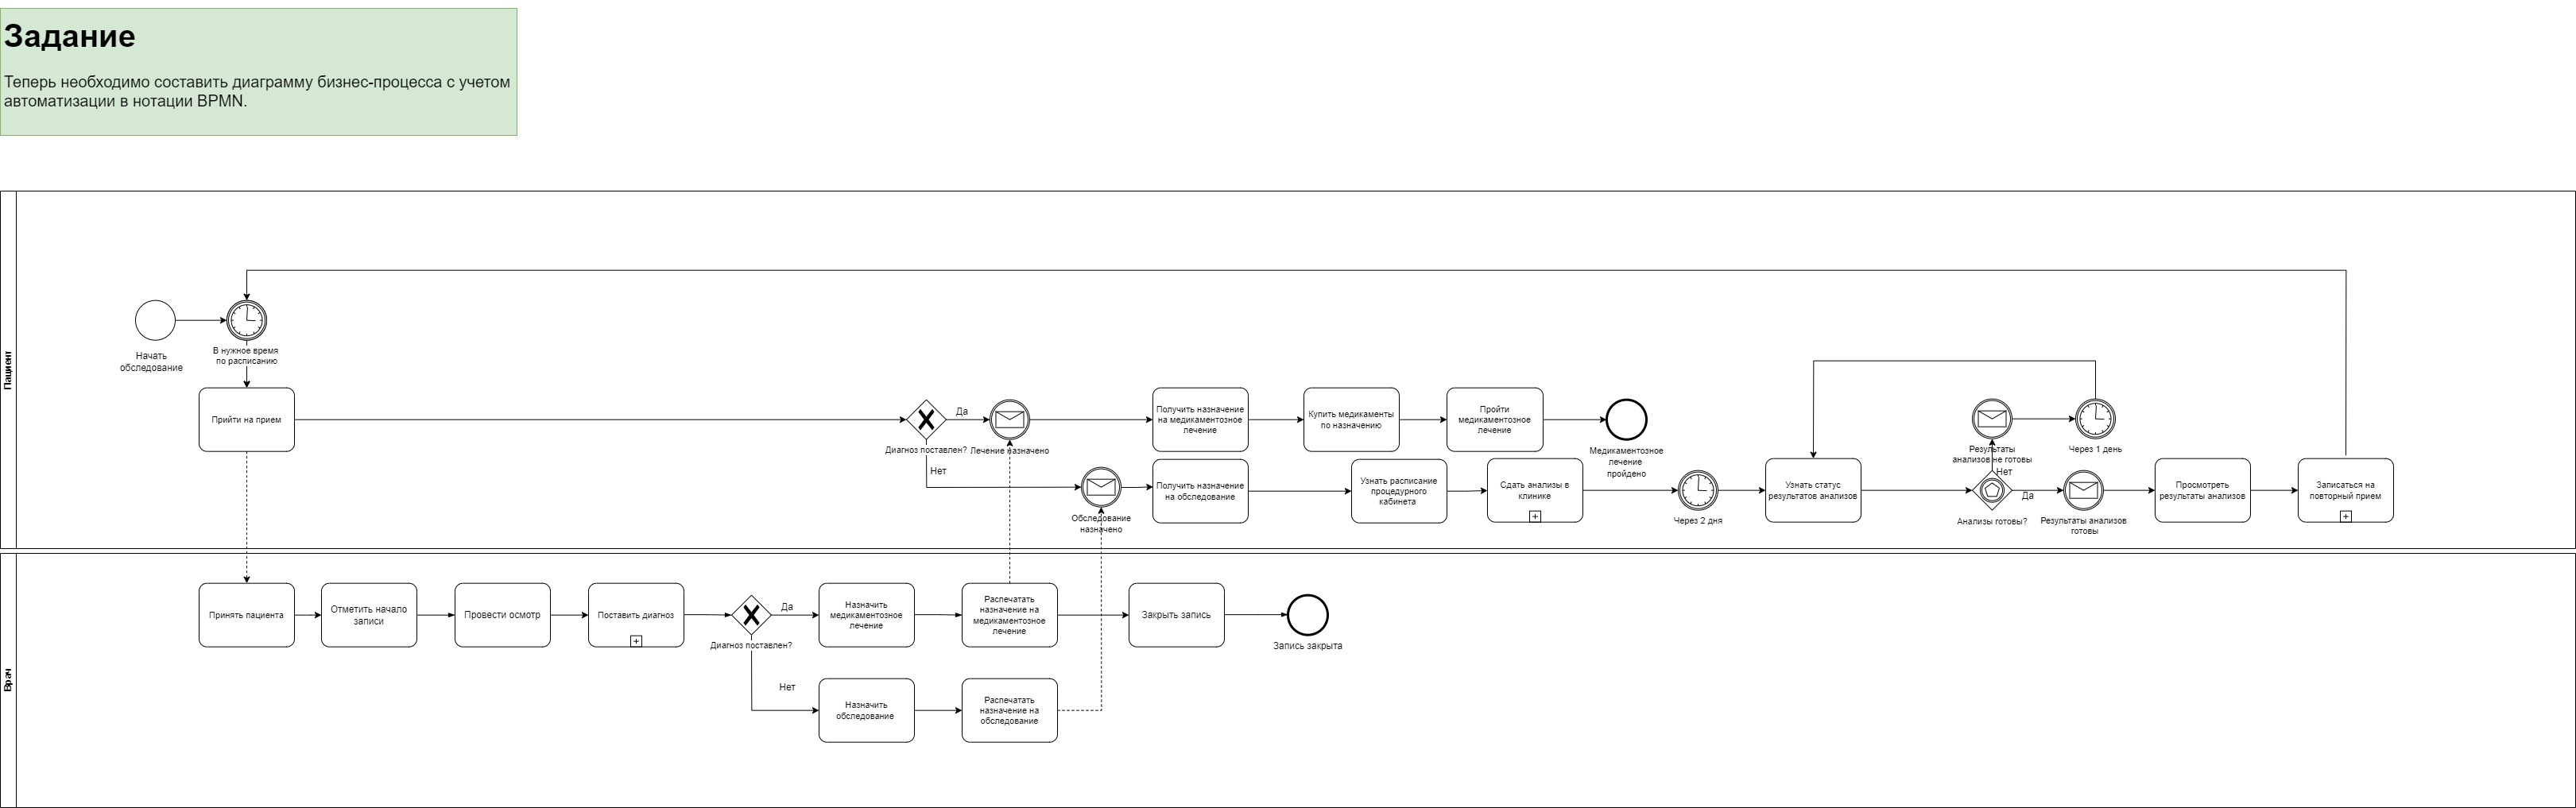 Задание
Теперь необходимо составить диаграмму бизнес-процесса с учетом
автоматизации в нотации BPMN.
Пациент
Начать
обследование
В нужное время
по расписанию
Прийти на прием
Диагноз поставлен?
Да
Нет
Лечение назначено
Обследование
назначено
Получить назначение
на медикаментозное
лечение
Купить медикаменты
по назначению
Пройти
медикаментозное
лечение
Медикаментозное
лечение
пройдено
Получить назначение
на обследование
Узнать расписание
процедурного
кабинета
Сдать анализы в
клинике
Через 2 дня
Узнать статус
результатов анализов
Результаты
анализов не готовы
Нет
Через 1 день
Анализы готовы?
Да
Результаты анализов
готовы
Просмотреть
результаты анализов
Записаться на
повторный прием
Врач
Принять пациента
Отметить начало
записи
Провести осмотр
Поставить диагноз
Диагноз поставлен?
Да
Нет
Назначить
медикаментозное
лечение
Распечатать
назначение на
медикаментозное
лечение
Закрыть запись
Запись закрыта
Назначить
обследование
Распечатать
назначение на
обследование